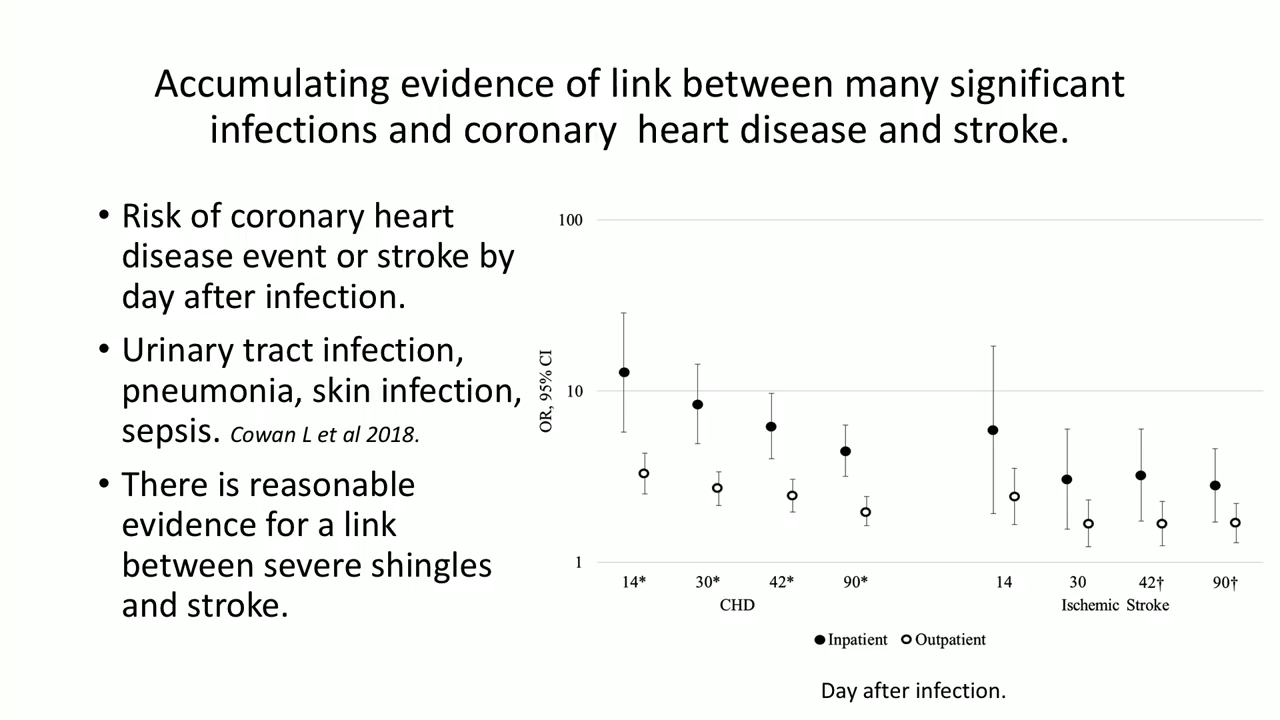 Accumulating evidence of link between many significant
infections and coronary  heart disease and stroke.
• Risk of coronary heart
disease event or stroke by
day after infection.
• Urinary tract infection,
pneumonia, skin infection,
sepsis. Cowan L et al 2018.
• There is reasonable
evidence for a link
between severe shingles
and stroke.
100
10
1
OR, 95% CI
14* 30* 42* 90* 14 30 42† 90†
CHD Ischemic Stroke
Inpatient Outpatient
Day after infection.